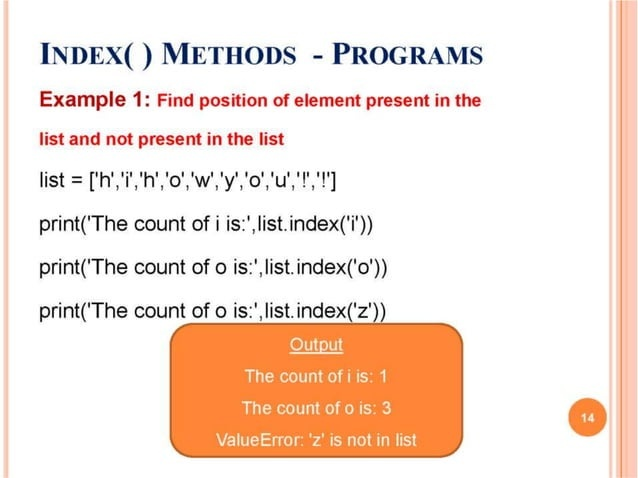 INDEX( ) METHODS - PROGRAMS
Example 1: Find position of element present in the
list and not present in the list
list = ['h','i','h','o','w','y','o','u','!','!']
print('The count of i is:',list.index('i'))
print('The count of o is:',list.index('o'))
print('The count of o is:',list.index('z'))
Output
The count of i is: 1
The count of o is: 3
ValueError: 'z' is not in list
14